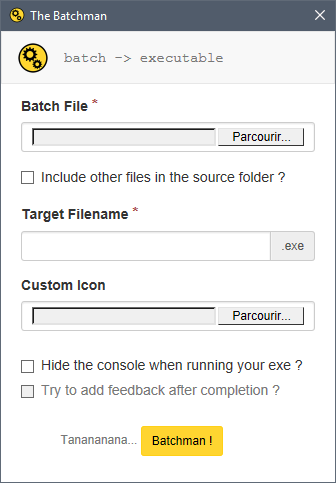 The Batchman
batch -> executable
Batch File *
Parcourir...
Include other files in the source folder ?
Target Filename *
.exe
Custom Icon
Parcourir...
Hide the console when running your exe ?
Try to add feedback after completion ?
Tanananana... Batchman !